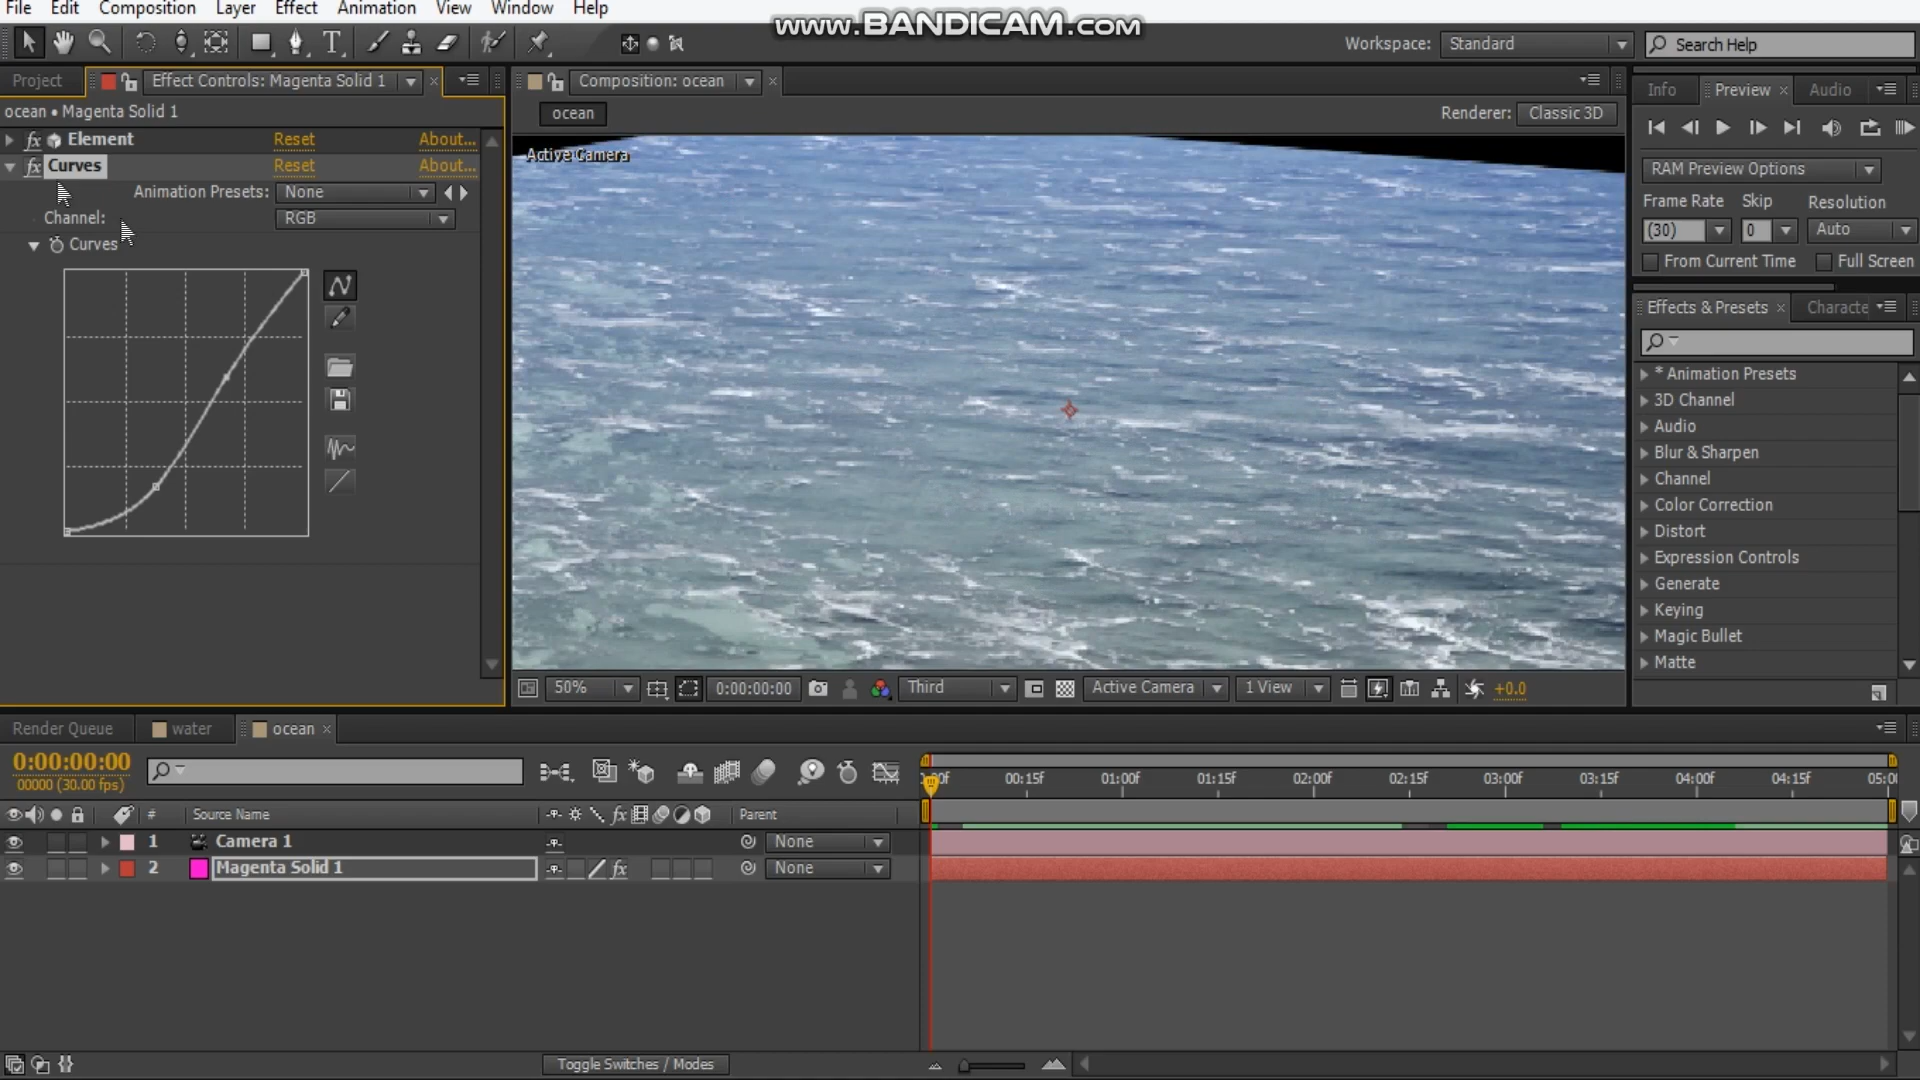 File Edit Composition Layer Effect Animation View Window Help
www.BANDICAM.com
Workspace: Standard Search Help
Project Effect Controls: Magenta Solid 1
Composition: ocean
Info Preview Audio
ocean • Magenta Solid 1
ocean
Renderer: Classic 3D
fx Element Reset About...
Active Camera
fx Curves Reset About...
RAM Preview Options
Animation Presets: None
Frame Rate Skip Resolution
Channel: RGB
(30) 0 Auto
Curves
From Current Time Full Screen
Effects & Presets Characte
* Animation Presets
3D Channel
Audio
Blur & Sharpen
Channel
Color Correction
Distort
Expression Controls
Generate
Keying
Magic Bullet
Matte
50% 0:00:00:00 Third Active Camera 1 View +0.0
Render Queue water ocean
0:00:00:00
00000 (30.00 fps)
00:15f 01:00f 01:15f 02:00f 02:15f 03:00f 03:15f 04:00f 04:15f 05:0
# Source Name fx Parent
1 Camera 1 None
2 Magenta Solid 1 fx None
Toggle Switches / Modes